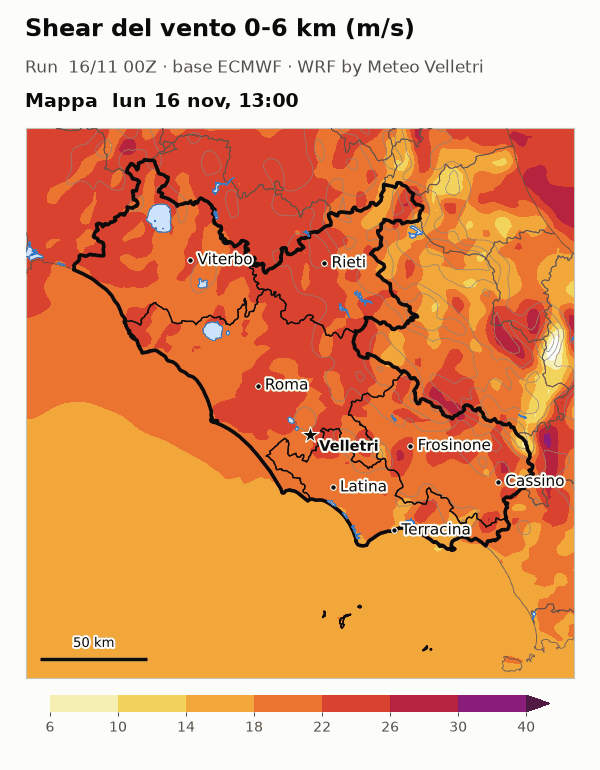 Shear del vento 0-6 km (m/s)
Run  16/11 00Z · base ECMWF · WRF by Meteo Velletri
Mappa  lun 16 nov, 13:00
Viterbo
Rieti
Roma
Velletri
Frosinone
Cassino
Latina
Terracina
50 km
6 10 14 18 22 26 30 40